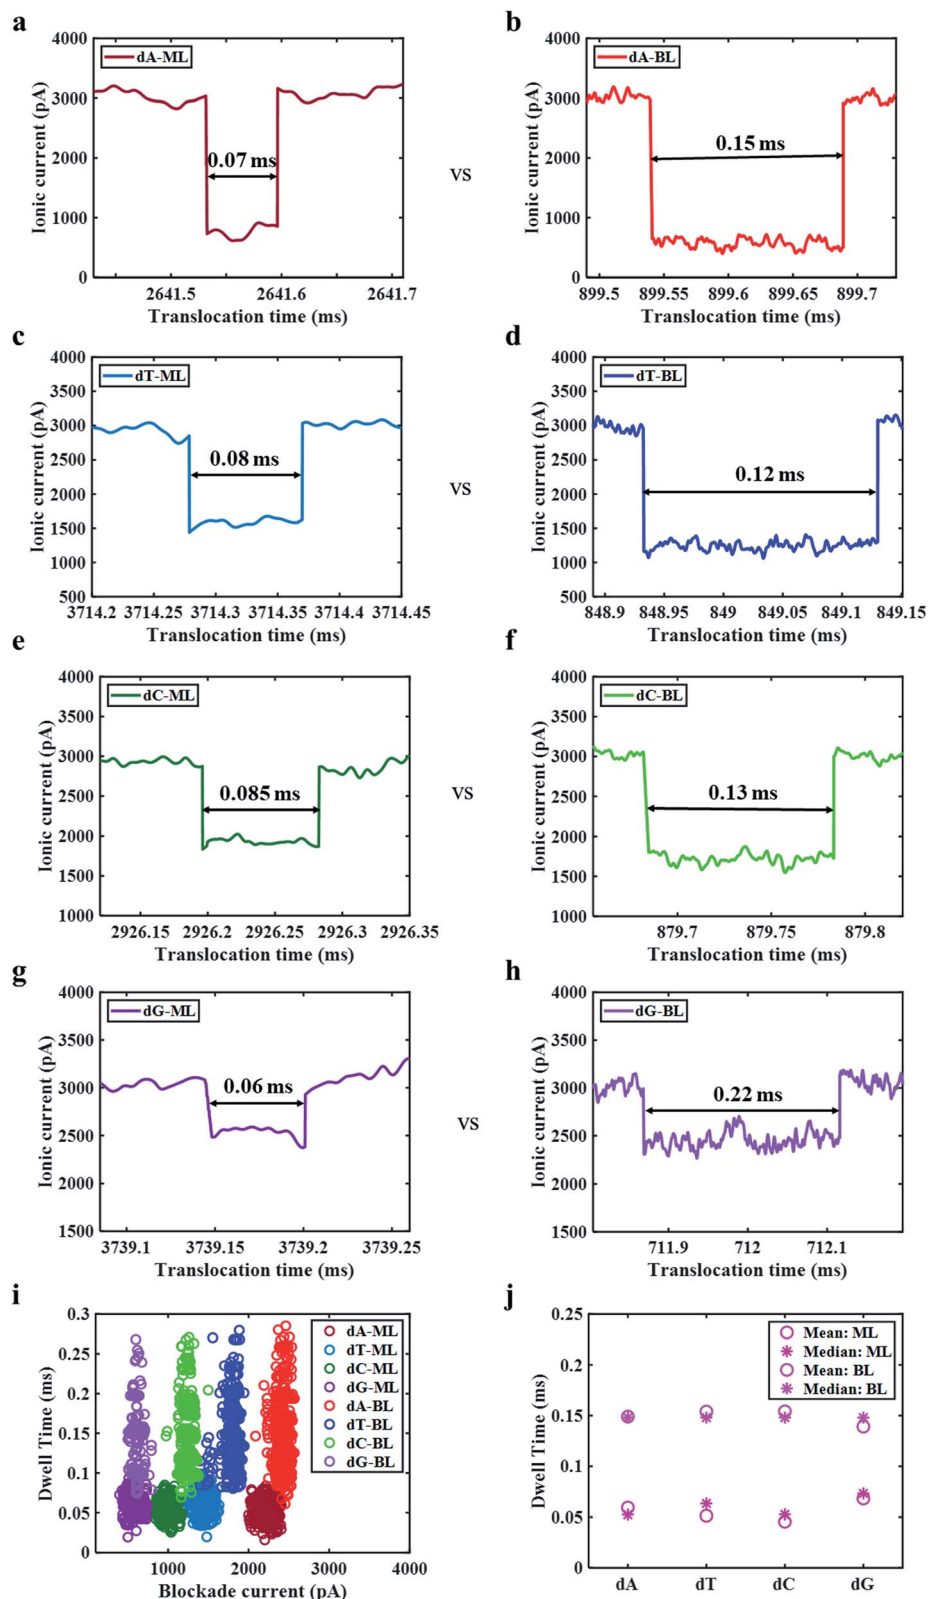 a
dA-ML
Ionic current (pA)
4000
3000
2000
1000
0
0.07 ms
2641.5 2641.6 2641.7
Translocation time (ms)
vs
b
dA-BL
Ionic current (pA)
4000
3000
2000
1000
0
0.15 ms
899.5 899.55 899.6 899.65 899.7
Translocation time (ms)
c
dT-ML
Ionic current (pA)
4000
3500
3000
2500
2000
1500
1000
500
0.08 ms
3714.2 3714.25 3714.3 3714.35 3714.4 3714.45
Translocation time (ms)
vs
d
dT-BL
Ionic current (pA)
4000
3500
3000
2500
2000
1500
1000
500
0.12 ms
848.9 848.95 849 849.05 849.1 849.15
Translocation time (ms)
e
dC-ML
Ionic current (pA)
4000
3500
3000
2500
2000
1500
1000
0.085 ms
2926.15 2926.2 2926.25 2926.3 2926.35
Translocation time (ms)
vs
f
dC-BL
Ionic current (pA)
4000
3500
3000
2500
2000
1500
1000
0.13 ms
879.7 879.75 879.8
Translocation time (ms)
g
dG-ML
Ionic current (pA)
4000
3500
3000
2500
2000
1500
0.06 ms
3739.1 3739.15 3739.2 3739.25
Translocation time (ms)
vs
h
dG-BL
Ionic current (pA)
4000
3500
3000
2500
2000
1500
0.22 ms
711.9 712 712.1
Translocation time (ms)
i
Dwell Time (ms)
0.3
0.25
0.2
0.15
0.1
0.05
0
dA-ML
dT-ML
dC-ML
dG-ML
dA-BL
dT-BL
dC-BL
dG-BL
1000 2000 3000 4000
Blockade current (pA)
j
Dwell Time (ms)
0.25
0.2
0.15
0.1
0.05
0
Mean: ML
Median: ML
Mean: BL
Median: BL
dA dT dC dG